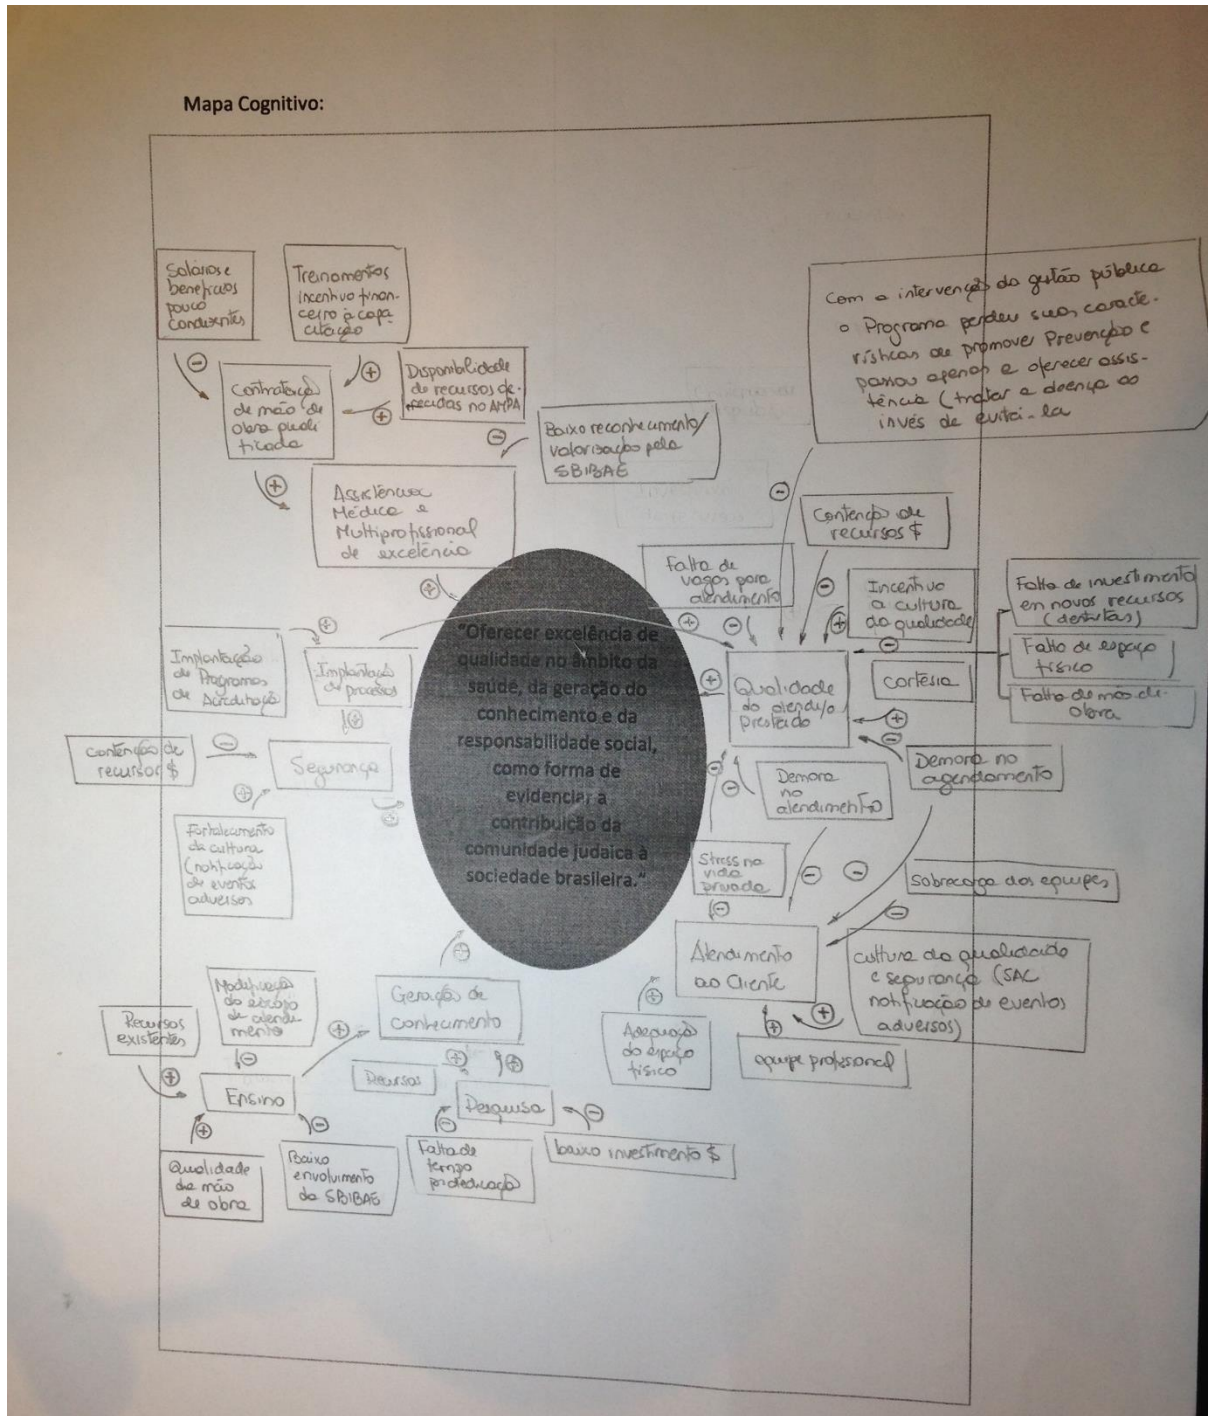 Mapa Cognitivo:
Salários e
benefícios
pouco
condizentes
Treinamentos
incentivo finan-
ceiro à capa
citação
Com a intervenção da gestão pública
o Programa perdeu suas caracte-
rísticas de promover Prevenção e
passou apenas a oferecer assis-
tência (tratar a doença ao
invés de evitá-la
-
+
Contratação
de mão de
obra quali
ficada
Disponibilidade
de recursos
no AMPA
+
-
Baixo reconhecimento/
valorização pela
SBIBAE
+
Assistência
Médica e
Multiprofissional
de excelência
+
-
Contenção de
recursos $
-
Falta de
vagas para
atendimento
-
Incentivo
a cultura
da qualidade
+
Falta de investimento
em novos recursos
(dentistas)
Falta de espaço
físico
Falta de mão de
obra
-
+
Implantação
de Programas
de Acreditação
+
Implantação
de processos
+
"Oferecer excelência de
qualidade no âmbito da
saúde, da geração do
conhecimento e da
responsabilidade social,
como forma de
evidenciar a
contribuição da
comunidade judaica à
sociedade brasileira."
+
Qualidade
do atend/o
prestado
cortesia
+
-
Contenção de
recursos $
-
Segurança
+
+
Fortalecimento
da cultura
(notificação
de eventos
adversos
Demora
no
atendimento
-
Demora no
agendamento
-
Stress na
vida
privada
-
-
-
-
Sobrecarga das equipes
-
Atendimento
ao Cliente
cultura da qualidade
e segurança (SAC
notificação de eventos
adversos)
+
+
Adequação
do espaço
físico
+
equipe profissional
Modificação
do escopo
de atendi
mento
-
Recursos
existentes
+
Ensino
+
Geração de
conhecimento
+
Recursos
+
+
Pesquisa
-
-
+
Qualidade
da mão
de obra
-
Baixo
envolvimento
da SBIBAE
Falta de
tempo
p/dedicação
baixo investimento $